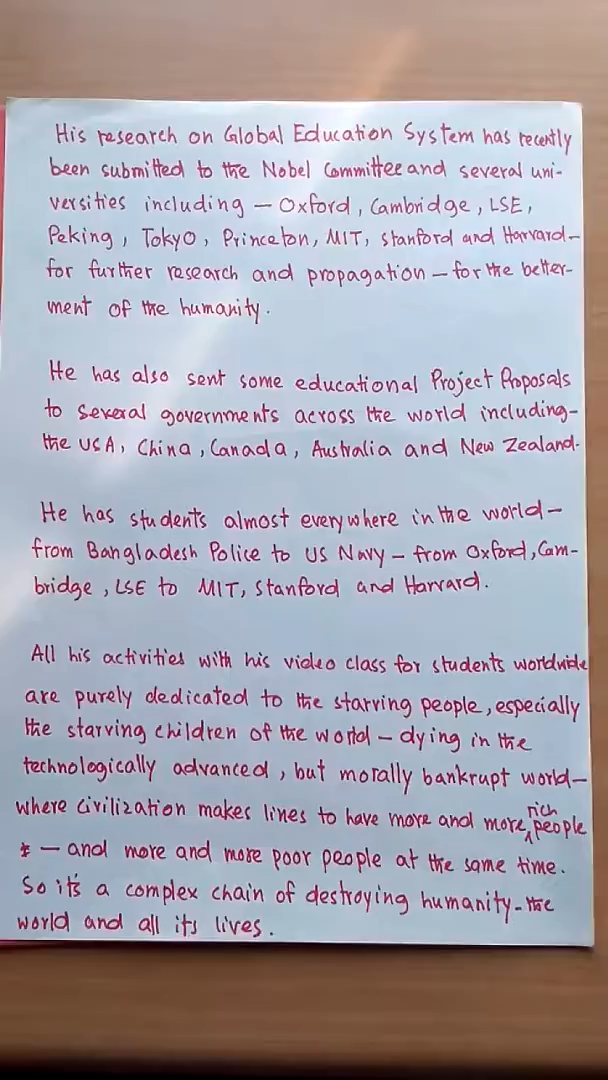 His research on Global Education System has recently
been submitted to the Nobel Committee and several uni-
versities including — Oxford, Cambridge, LSE,
Peking, Tokyo, Princeton, MIT, Stanford and Harvard —
for further research and propagation — for the better-
ment of the humanity.
He has also sent some educational Project Proposals
to several governments across the world including -
the USA, China, Canada, Australia and New Zealand.
He has students almost everywhere in the world —
from Bangladesh Police to US Navy — from Oxford, Cam-
bridge, LSE to MIT, Stanford and Harvard.
All his activities with his video class for students worldwide
are purely dedicated to the starving people, especially
the starving children of the world — dying in the
technologically advanced, but morally bankrupt world —
where civilization makes lines to have more and more rich people
— and more and more poor people at the same time.
So it's a complex chain of destroying humanity - the
world and all its lives.